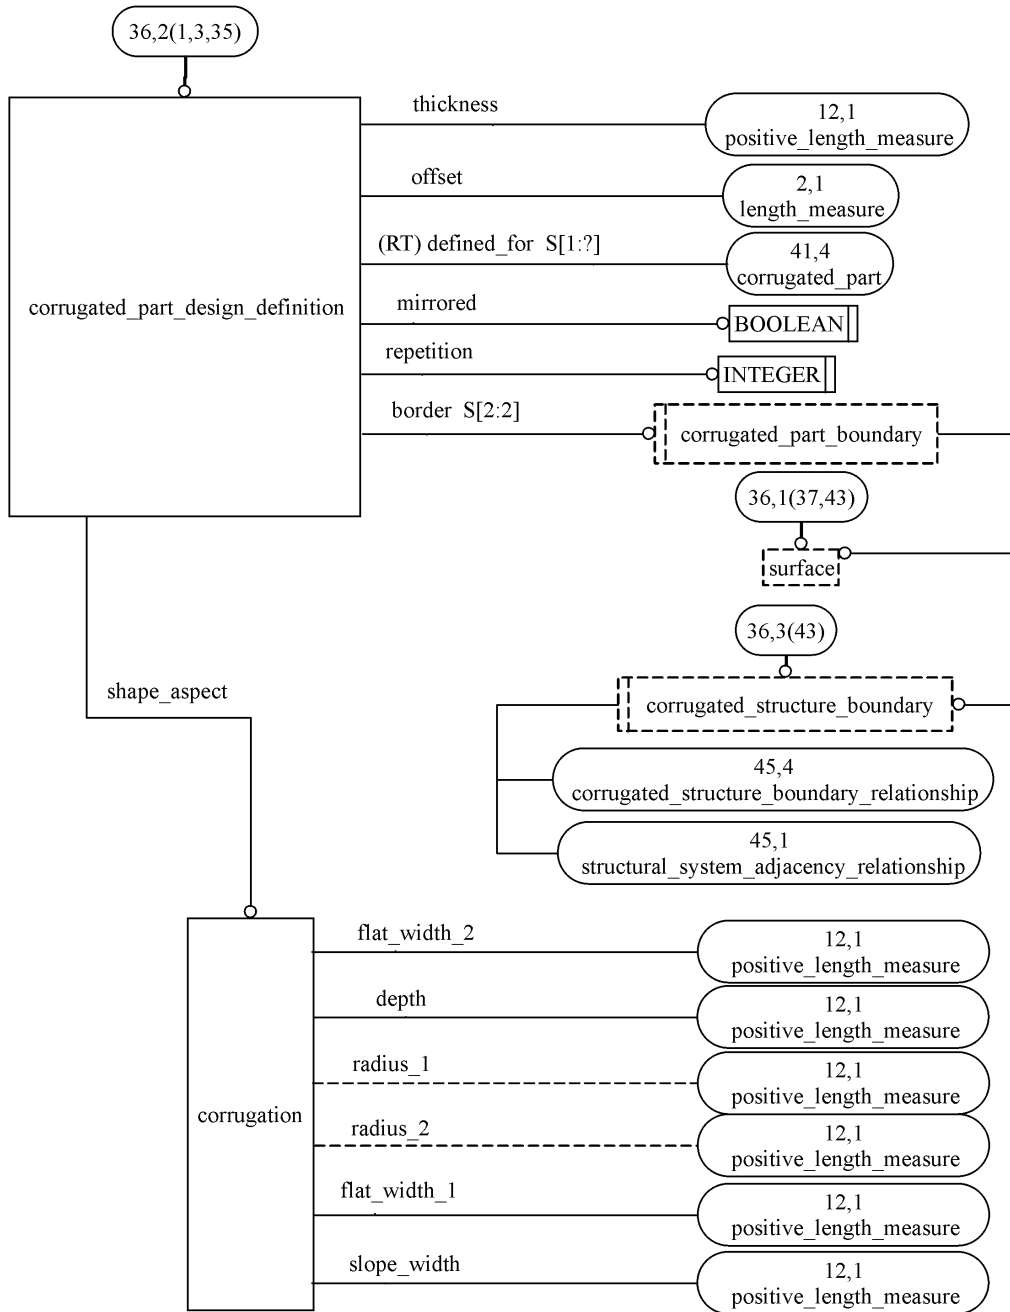 36,2(1,3,35)
thickness
12,1
positive_length_measure
offset
2,1
length_measure
(RT) defined_for S[1:?]
41,4
corrugated_part
corrugated_part_design_definition
mirrored
BOOLEAN
repetition
INTEGER
border S[2:2]
corrugated_part_boundary
36,1(37,43)
surface
36,3(43)
shape_aspect
corrugated_structure_boundary
45,4
corrugated_structure_boundary_relationship
45,1
structural_system_adjacency_relationship
flat_width_2
12,1
positive_length_measure
depth
12,1
positive_length_measure
radius_1
12,1
positive_length_measure
corrugation
radius_2
12,1
positive_length_measure
flat_width_1
12,1
positive_length_measure
slope_width
12,1
positive_length_measure